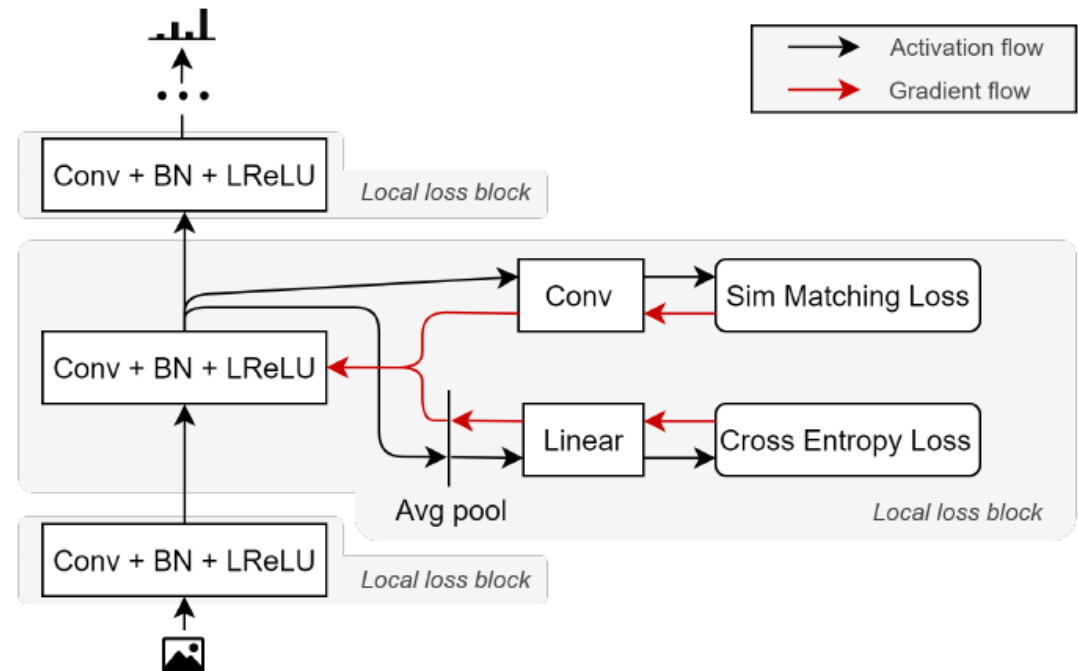 Activation flow
Gradient flow
Conv + BN + LReLU
Local loss block
Conv
Sim Matching Loss
Conv + BN + LReLU
Linear
Cross Entropy Loss
Avg pool
Local loss block
Conv + BN + LReLU
Local loss block